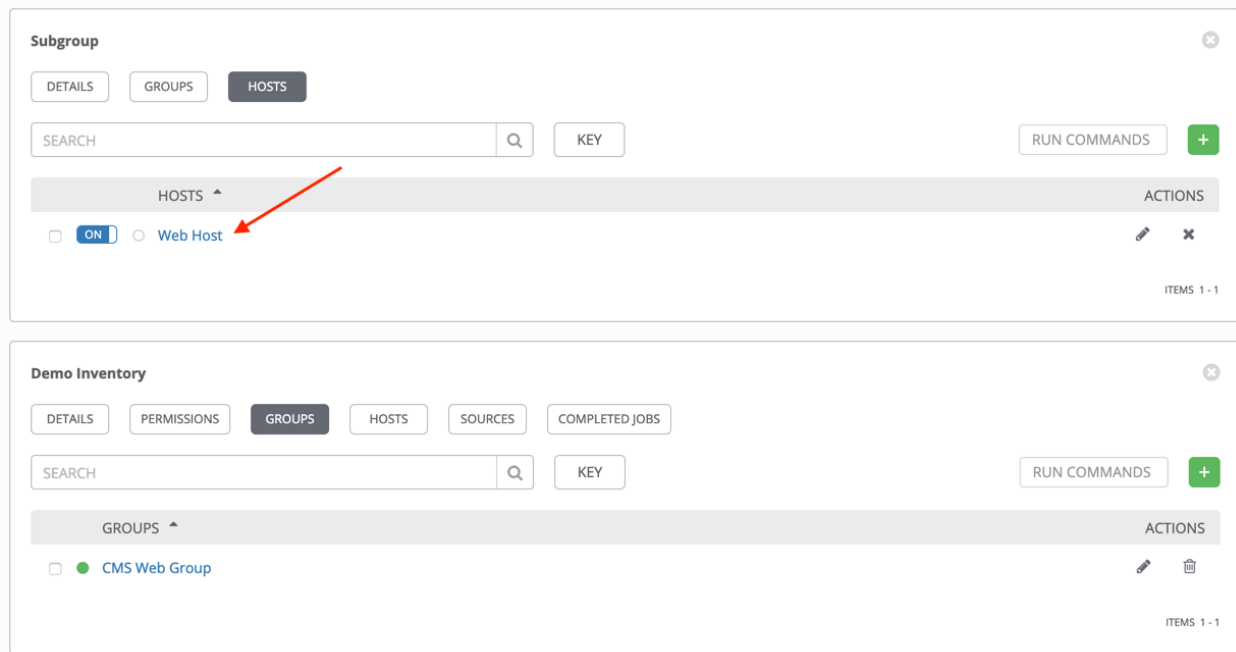 Subgroup
DETAILS GROUPS HOSTS
SEARCH KEY RUN COMMANDS +
HOSTS ACTIONS
ON Web Host
ITEMS 1 - 1
Demo Inventory
DETAILS PERMISSIONS GROUPS HOSTS SOURCES COMPLETED JOBS
SEARCH KEY RUN COMMANDS +
GROUPS ACTIONS
CMS Web Group
ITEMS 1 - 1